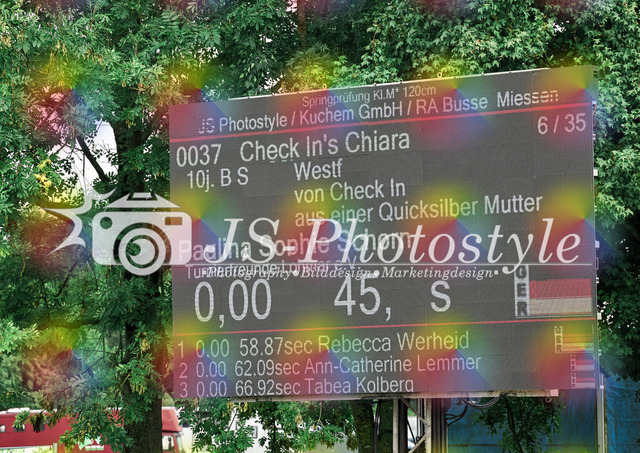 Springprüfung Kl.M* 120cm
JS Photostyle / Kuchem GmbH / RA Busse Miessen
6 / 35
0037 Check In's Chiara
10j. B S Westf
von Check In
aus einer Quicksilber Mutter
JS-Photostyle
Photography • Bilddesign • Marketingdesign
0,00 45, s
GER
1 0.00 58.87sec Rebecca Werheid
2 0.00 62.09sec Ann-Catherine Lemmer
3 0.00 66.92sec Tabea Kolberg